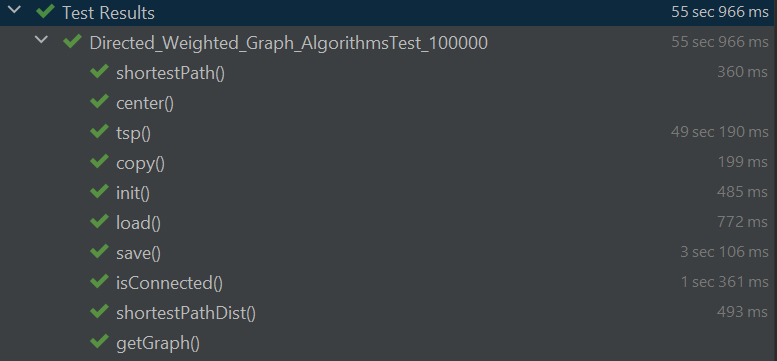 Test Results 55 sec 966 ms
Directed_Weighted_Graph_AlgorithmsTest_100000 55 sec 966 ms
shortestPath() 360 ms
center()
tsp() 49 sec 190 ms
copy() 199 ms
init() 485 ms
load() 772 ms
save() 3 sec 106 ms
isConnected() 1 sec 361 ms
shortestPathDist() 493 ms
getGraph()